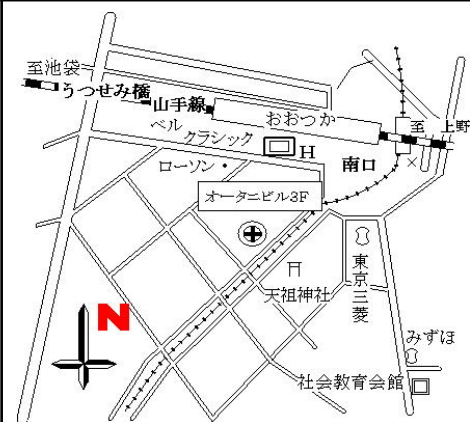 至池袋
うつせみ橋
山手線
おおつか
至 上野
ベル
クラシック
H
南口
ローソン・
オータニビル3F
天祖神社
東京三菱
N
みずほ
社会教育会館